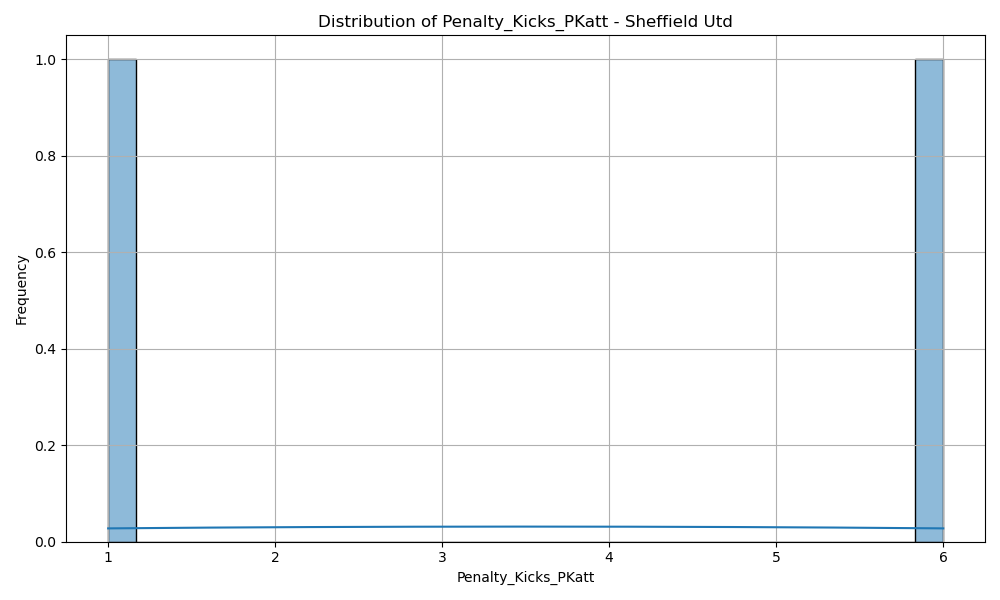 Distribution of Penalty_Kicks_PKatt - Sheffield Utd
1.0
0.8
0.6
0.4
0.2
0.0
Frequency
1 2 3 4 5 6
Penalty_Kicks_PKatt